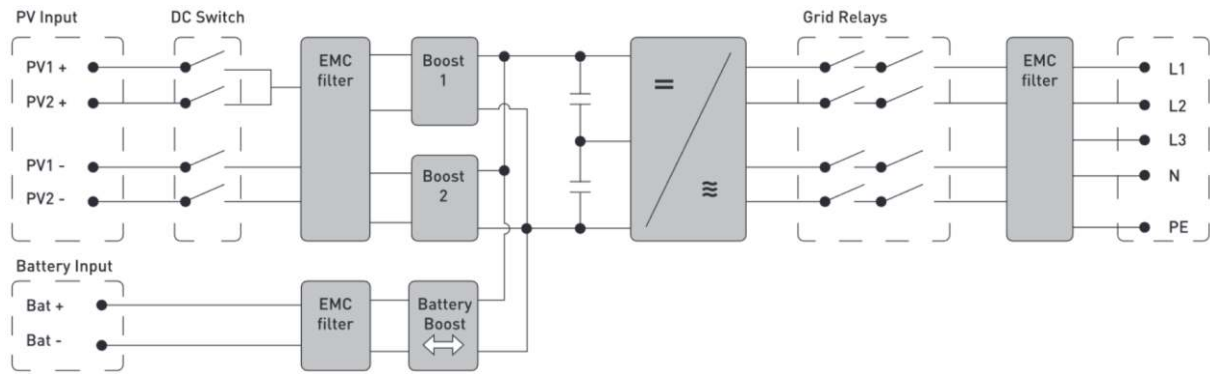 PV Input
DC Switch
Grid Relays
PV1 +
PV2 +
PV1 -
PV2 -
EMC
filter
Boost
1
Boost
2
=
≋
EMC
filter
L1
L2
L3
N
PE
Battery Input
Bat +
Bat -
EMC
filter
Battery
Boost